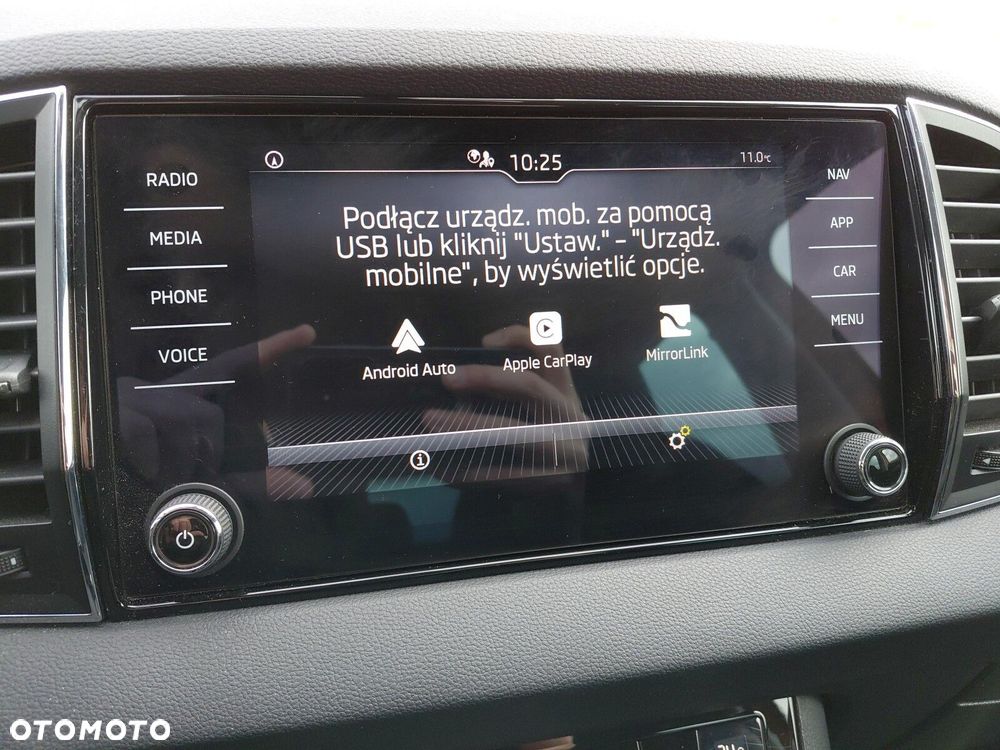 10:25
11.0°C
RADIO
MEDIA
PHONE
VOICE
NAV
APP
CAR
MENU
Podłącz urządz. mob. za pomocą
USB lub kliknij "Ustaw." - "Urządz.
mobilne", by wyświetlić opcje.
Android Auto
Apple CarPlay
MirrorLink
OTOMOTO